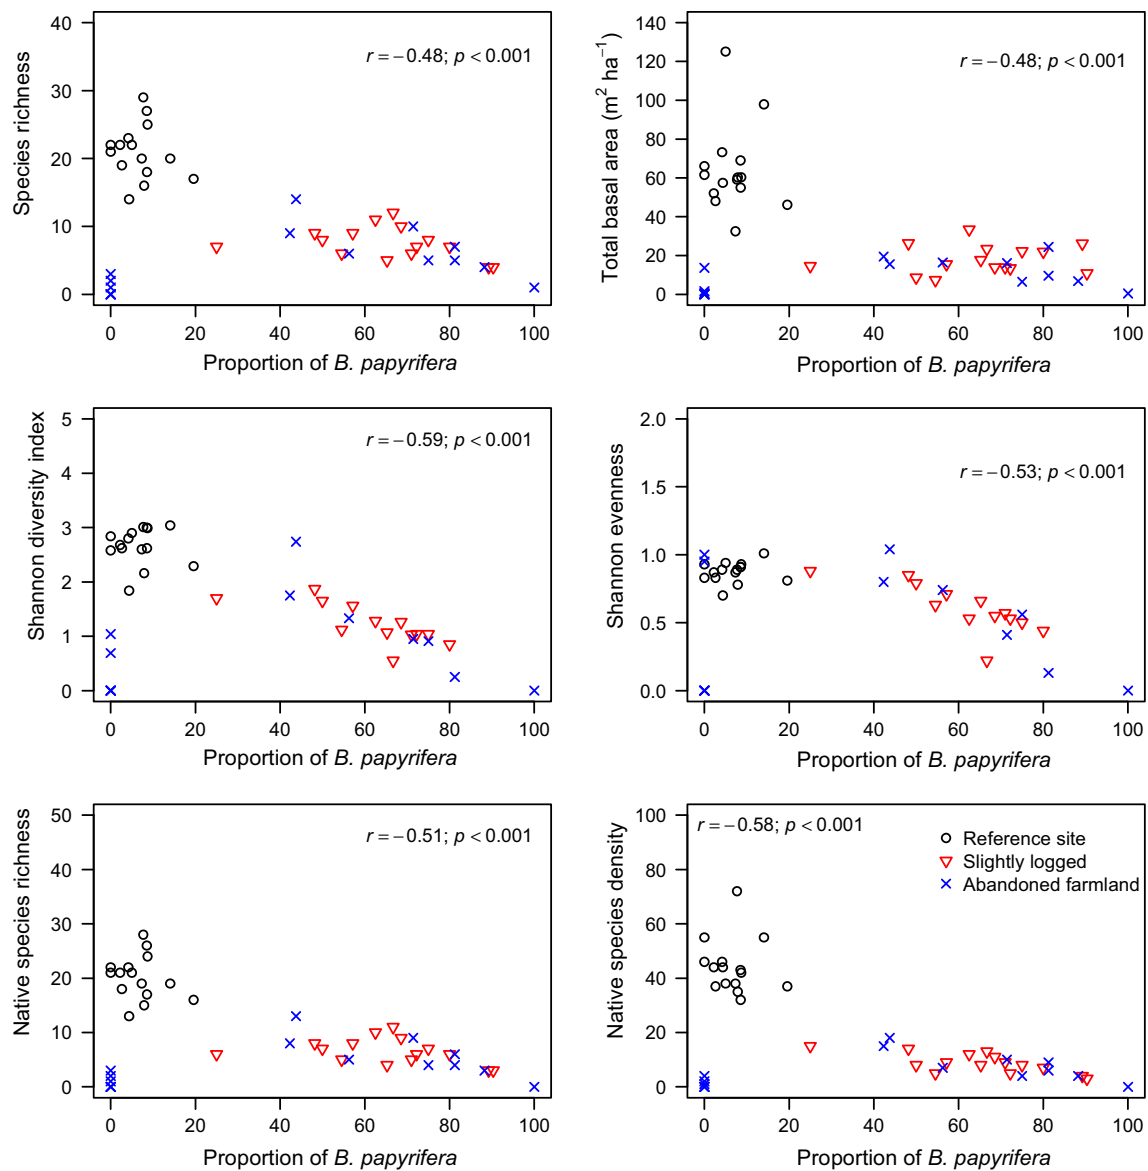 Species richness
40
30
20
10
0
r = −0.48; p < 0.001
0 20 40 60 80 100
Proportion of B. papyrifera
Total basal area (m² ha⁻¹)
140
120
100
80
60
40
20
0
r = −0.48; p < 0.001
0 20 40 60 80 100
Proportion of B. papyrifera
Shannon diversity index
5
4
3
2
1
0
r = −0.59; p < 0.001
0 20 40 60 80 100
Proportion of B. papyrifera
Shannon evenness
2.0
1.5
1.0
0.5
0.0
r = −0.53; p < 0.001
0 20 40 60 80 100
Proportion of B. papyrifera
Native species richness
50
40
30
20
10
0
r = −0.51; p < 0.001
0 20 40 60 80 100
Proportion of B. papyrifera
Native species density
100
80
60
40
20
0
r = −0.58; p < 0.001
Reference site
Slightly logged
Abandoned farmland
0 20 40 60 80 100
Proportion of B. papyrifera